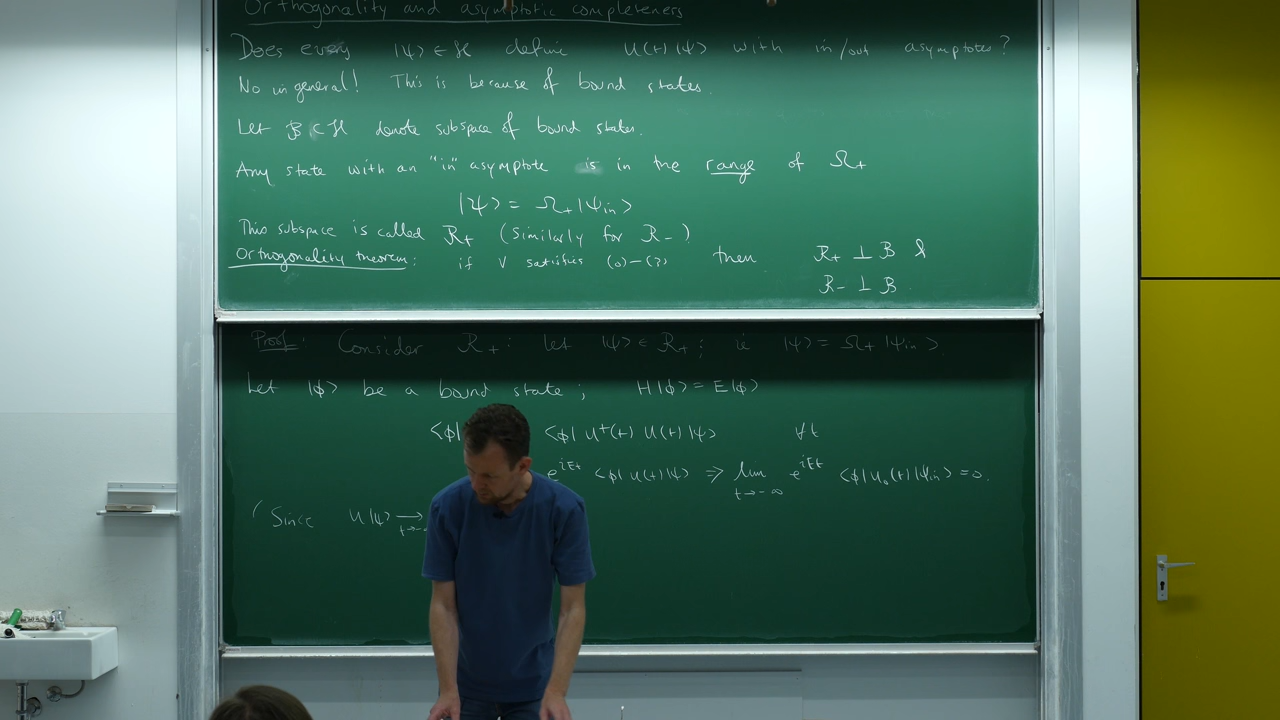 Orthogonality and asymptotic completeness
Does every |ψ> ∈ ℋ define U(t)|ψ> with in/out asymptotes?
No in general! This is because of bound states.
Let ℬ ⊂ ℋ denote subspace of bound states.
Any state with an "in" asymptote is in the range of Ω₊
|ψ> = Ω₊|ψin>
This subspace is called R₊ (Similarly for R₋)
Orthogonality theorem: if V satisfies (0)-(3) then R₊ ⊥ ℬ &
R₋ ⊥ ℬ.
Proof: Consider R₊: let |ψ> ∈ R₊; ie |ψ> = Ω₊|ψin>.
Let |ϕ> be a bound state; H|ϕ> = E|ϕ>
<ϕ| <ϕ| U†(t) U(t)|ψ> ∀t
e^{iEt} <ϕ|U(t)|ψ> ⇒ lim t→-∞ e^{iEt} <ϕ|U₀(t)|ψin> = 0.
(Since U|ψ> → t→-